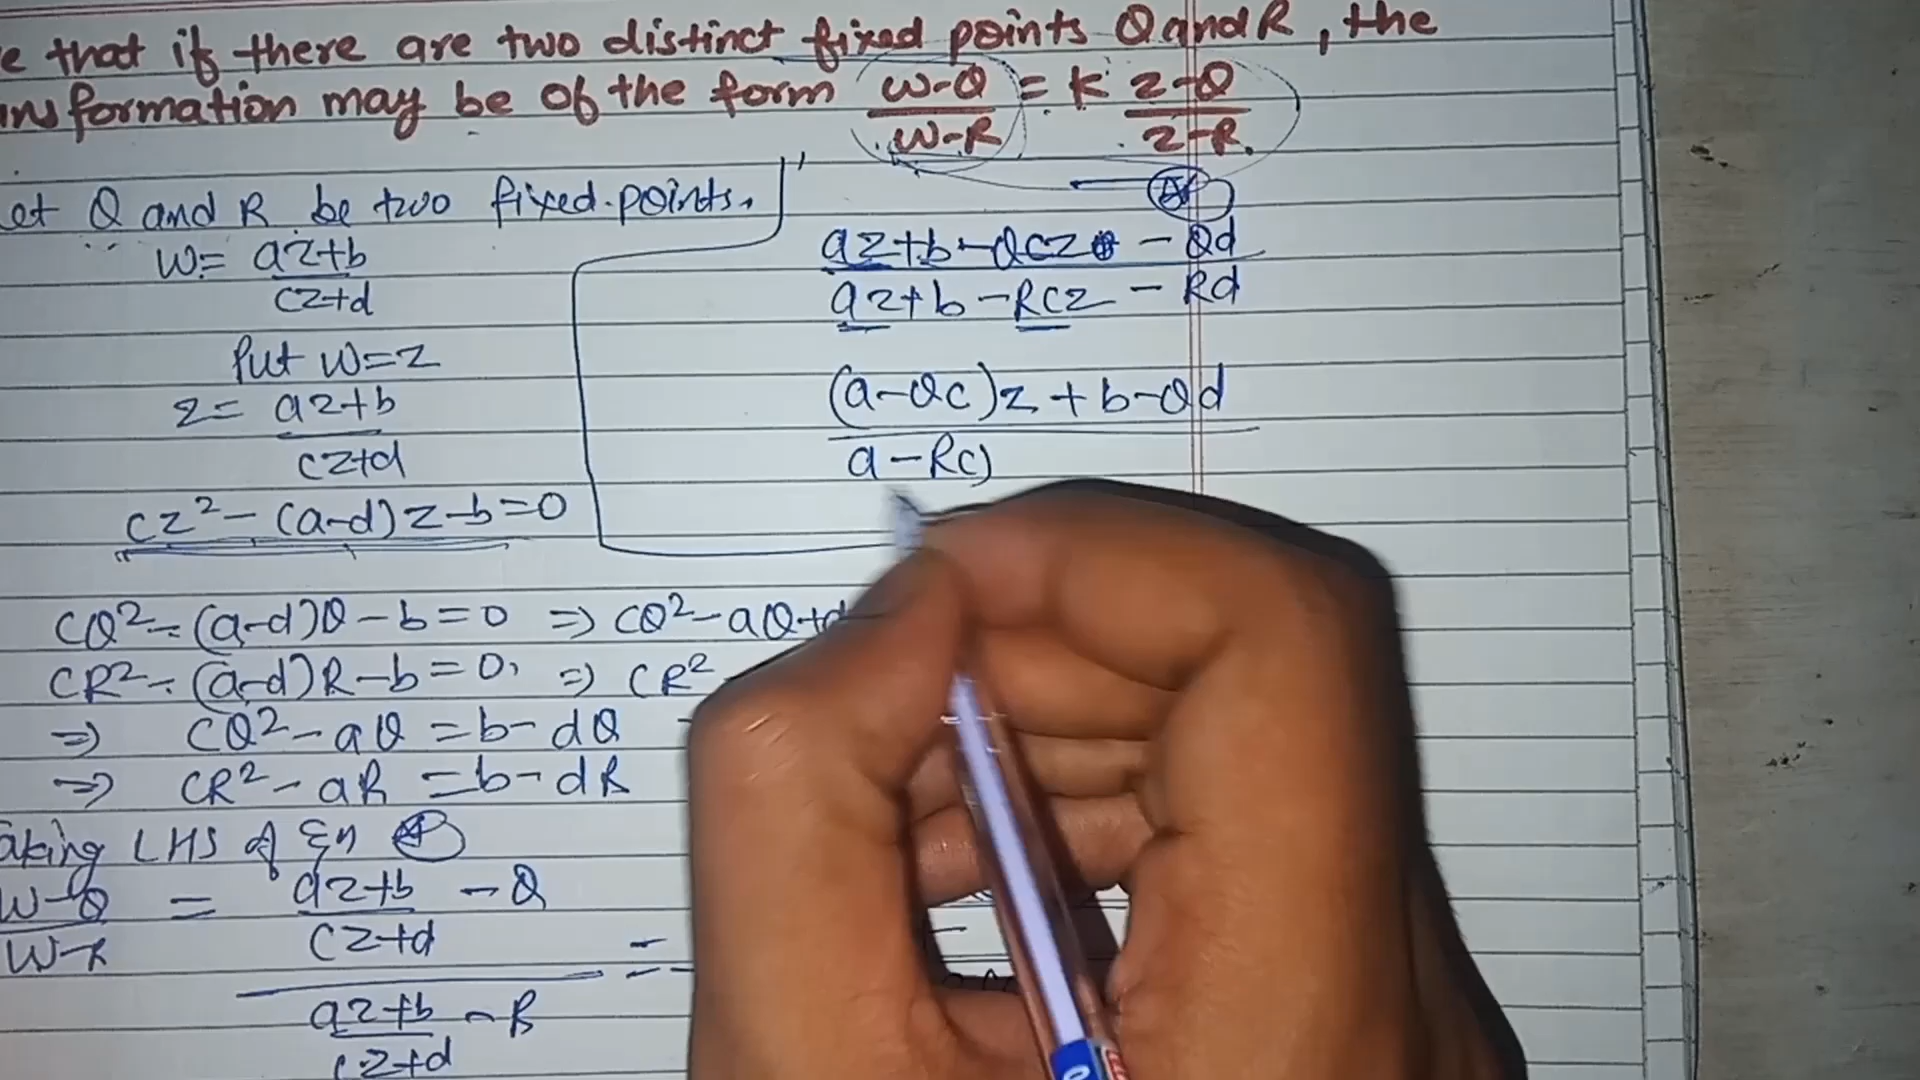 e that if there are two distinct fixed points Q and R, the
nsformation may be of the form w-Q/w-R = k z-Q/z-R
et Q and R be two fixed points.
w = az+b/cz+d
Put w=z
z = az+b/cz+d
cz² - (a-d)z-b=0
cQ² - (a-d)Q - b = 0 ⇒ cQ² - aQ+d
cR² - (a-d)R - b = 0, ⇒ cR²
⇒ cQ² - aQ = b - dQ
⇒ cR² - aR = b - dR
aking LHS of En
w-Q/w-R = az+b/cz+d - Q
az+b/cz+d - R
az+b-Qcz - Qd
az+b-Rcz - Rd
(a-Qc)z + b-Qd
a-Rc)